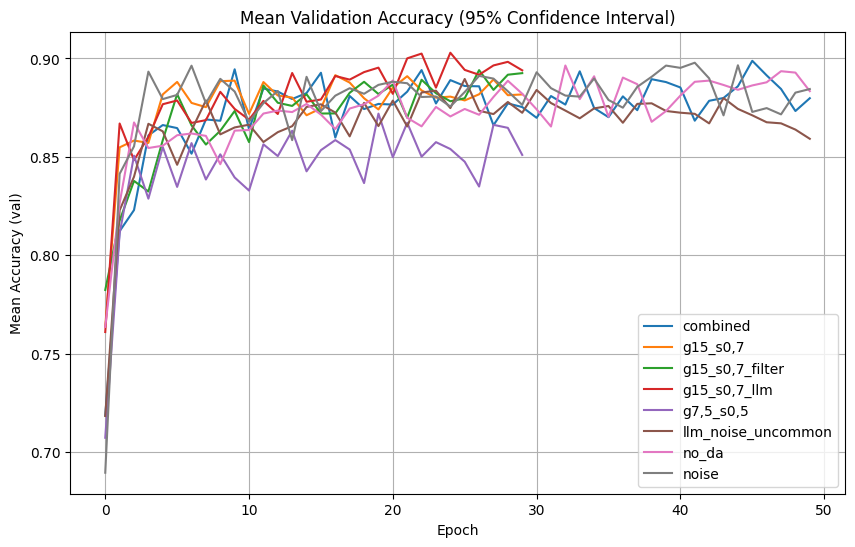 Mean Validation Accuracy (95% Confidence Interval)
Mean Accuracy (val)
0.90
0.85
0.80
0.75
0.70
0
10
20
30
40
50
Epoch
combined
g15_s0,7
g15_s0,7_filter
g15_s0,7_llm
g7,5_s0,5
llm_noise_uncommon
no_da
noise